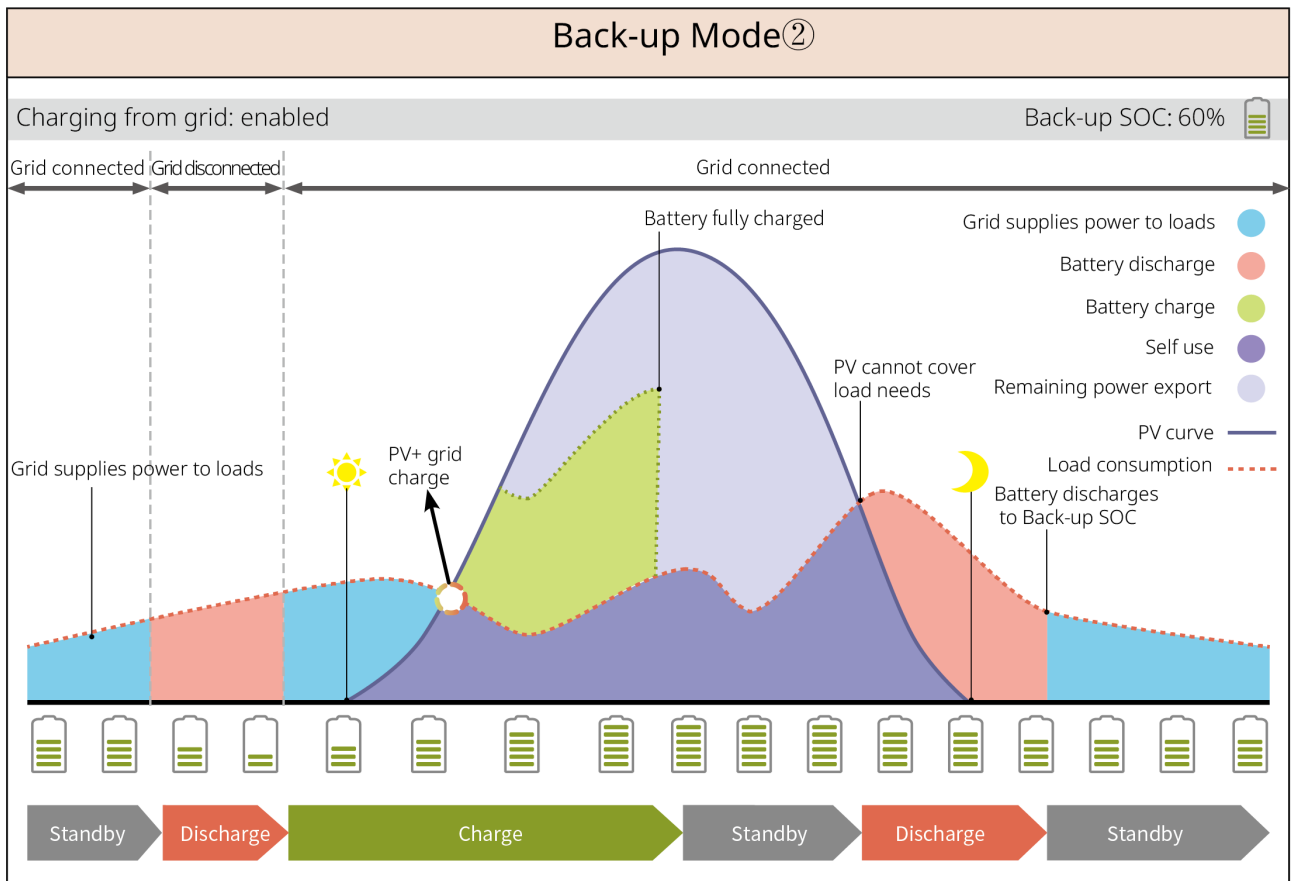 Back-up Mode②
Charging from grid: enabled
Back-up SOC: 60%
Grid connected
Grid disconnected
Grid connected
Battery fully charged
Grid supplies power to loads
Battery discharge
Battery charge
Self use
Remaining power export
PV curve
Load consumption
PV cannot cover
load needs
PV+ grid
charge
Grid supplies power to loads
Battery discharges
to Back-up SOC
Standby
Discharge
Charge
Standby
Discharge
Standby